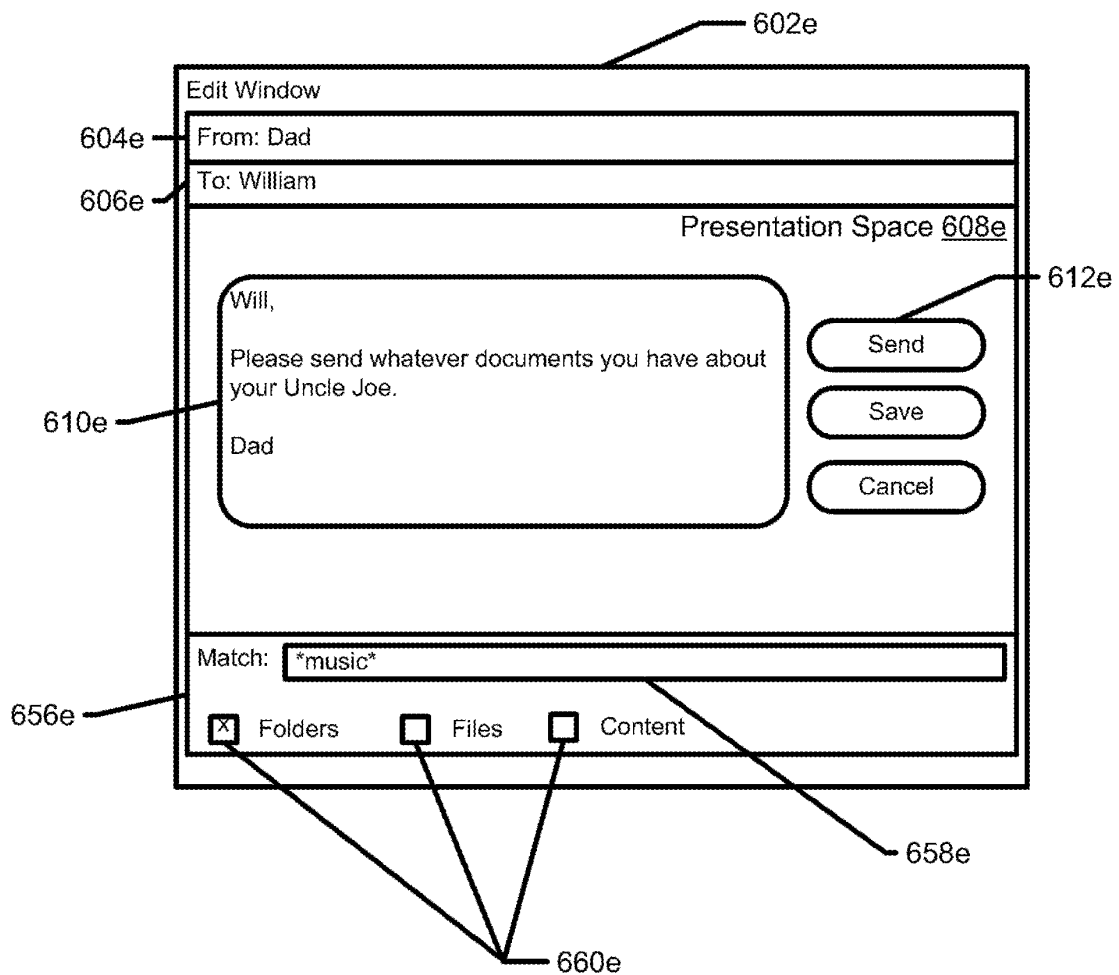 602e
Edit Window
604e
From: Dad
606e
To: William
Presentation Space 608e
612e
Will,
Please send whatever documents you have about
your Uncle Joe.
Dad
610e
Send
Save
Cancel
Match: *music*
656e
x Folders Files Content
658e
660e